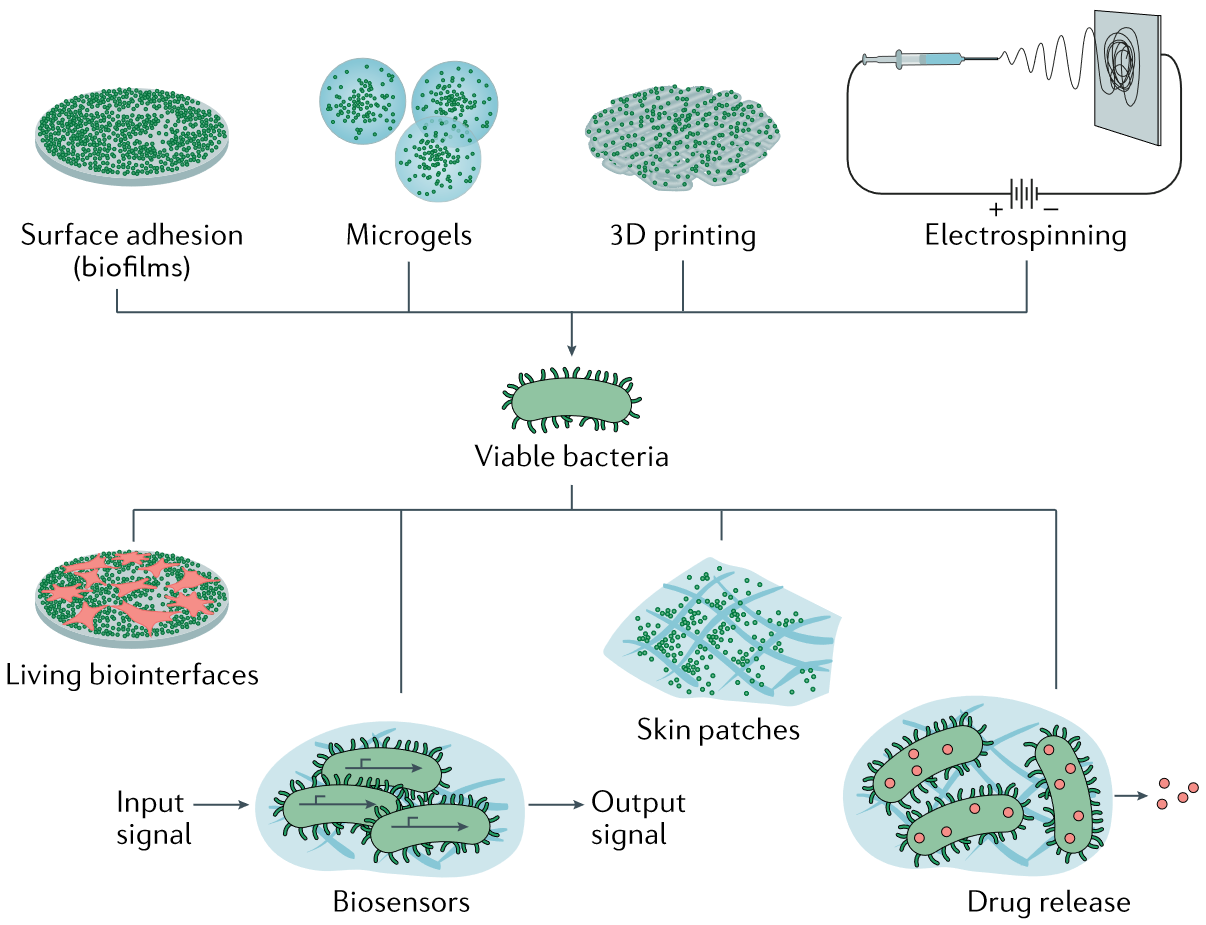 Surface adhesion
(biofilms)
Microgels
3D printing
+
−
Electrospinning
Viable bacteria
Living biointerfaces
Skin patches
Input
signal
Output
signal
Biosensors
Drug release